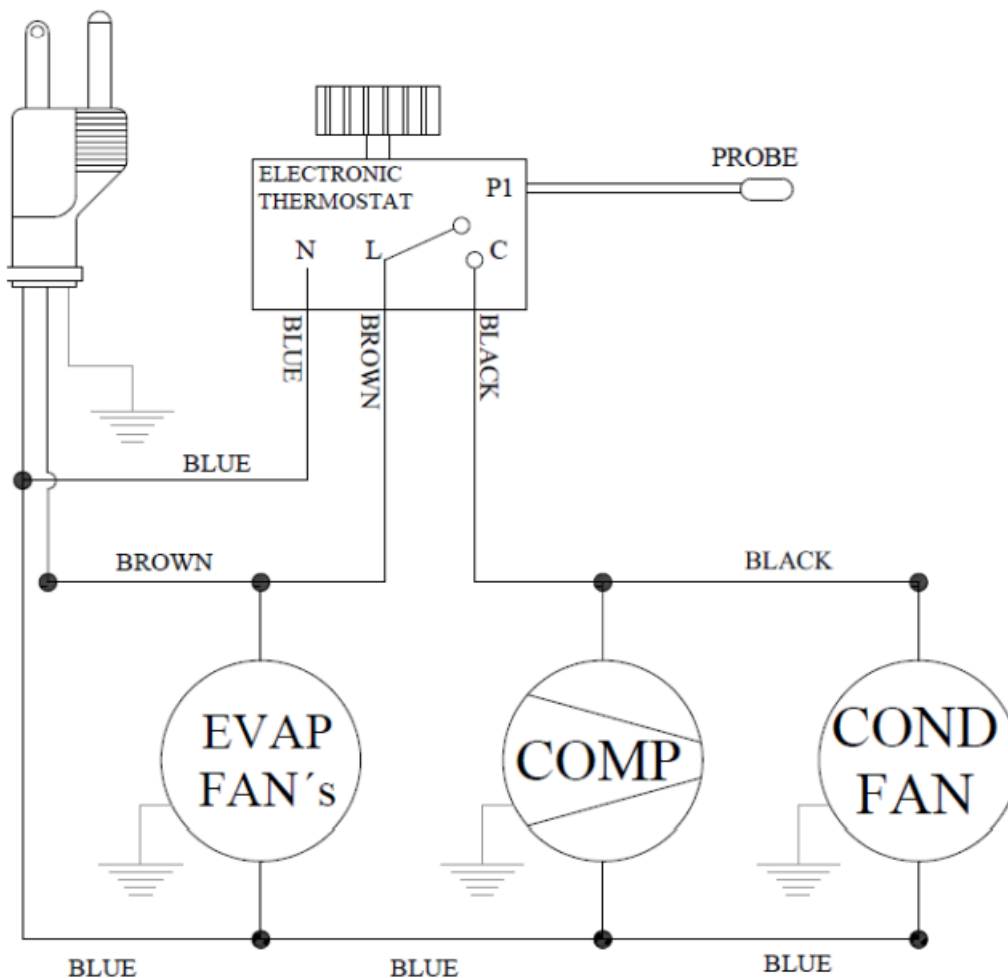 PROBE
ELECTRONIC
THERMOSTAT
P1
N
L
C
BLUE
BROWN
BLACK
BLUE
BROWN
BLACK
EVAP
FAN´s
COMP
COND
FAN
BLUE
BLUE
BLUE